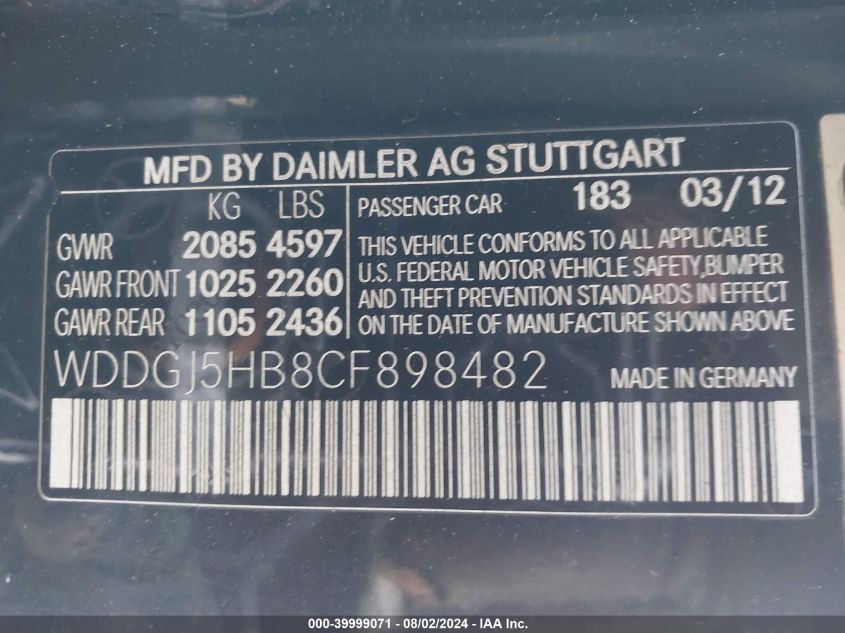 MFD BY DAIMLER AG STUTTGART
KG LBS
GVWR 2085 4597
GAWR FRONT 1025 2260
GAWR REAR 1105 2436
PASSENGER CAR 183 03/12
THIS VEHICLE CONFORMS TO ALL APPLICABLE
U.S. FEDERAL MOTOR VEHICLE SAFETY,BUMPER
AND THEFT PREVENTION STANDARDS IN EFFECT
ON THE DATE OF MANUFACTURE SHOWN ABOVE
WDDGJ5HB8CF898482 MADE IN GERMANY
000-39999071 - 08/02/2024 - IAA Inc.